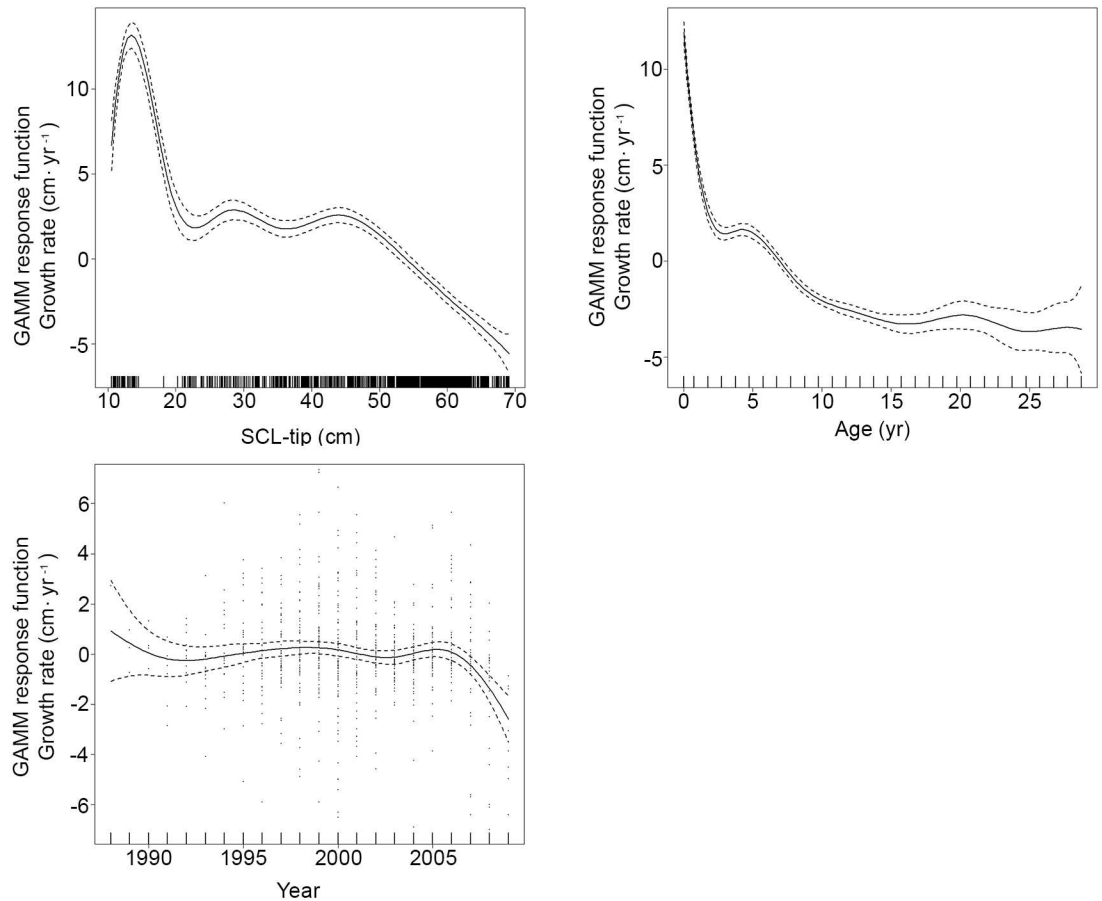 GAMM response function
Growth rate (cm· yr -1)
10
5
0
-5
10 20 30 40 50 60 70
SCL-tip (cm)
GAMM response function
Growth rate (cm· yr -1)
10
5
0
-5
0 5 10 15 20 25
Age (yr)
GAMM response function
Growth rate (cm· yr -1)
6
4
2
0
-2
-4
-6
1990 1995 2000 2005
Year